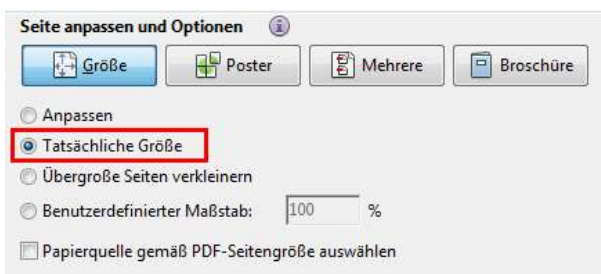 Seite anpassen und Optionen
Größe Poster Mehrere Broschüre
Anpassen
Tatsächliche Größe
Übergroße Seiten verkleinern
Benutzerdefinierter Maßstab: 100 %
Papierquelle gemäß PDF-Seitengröße auswählen